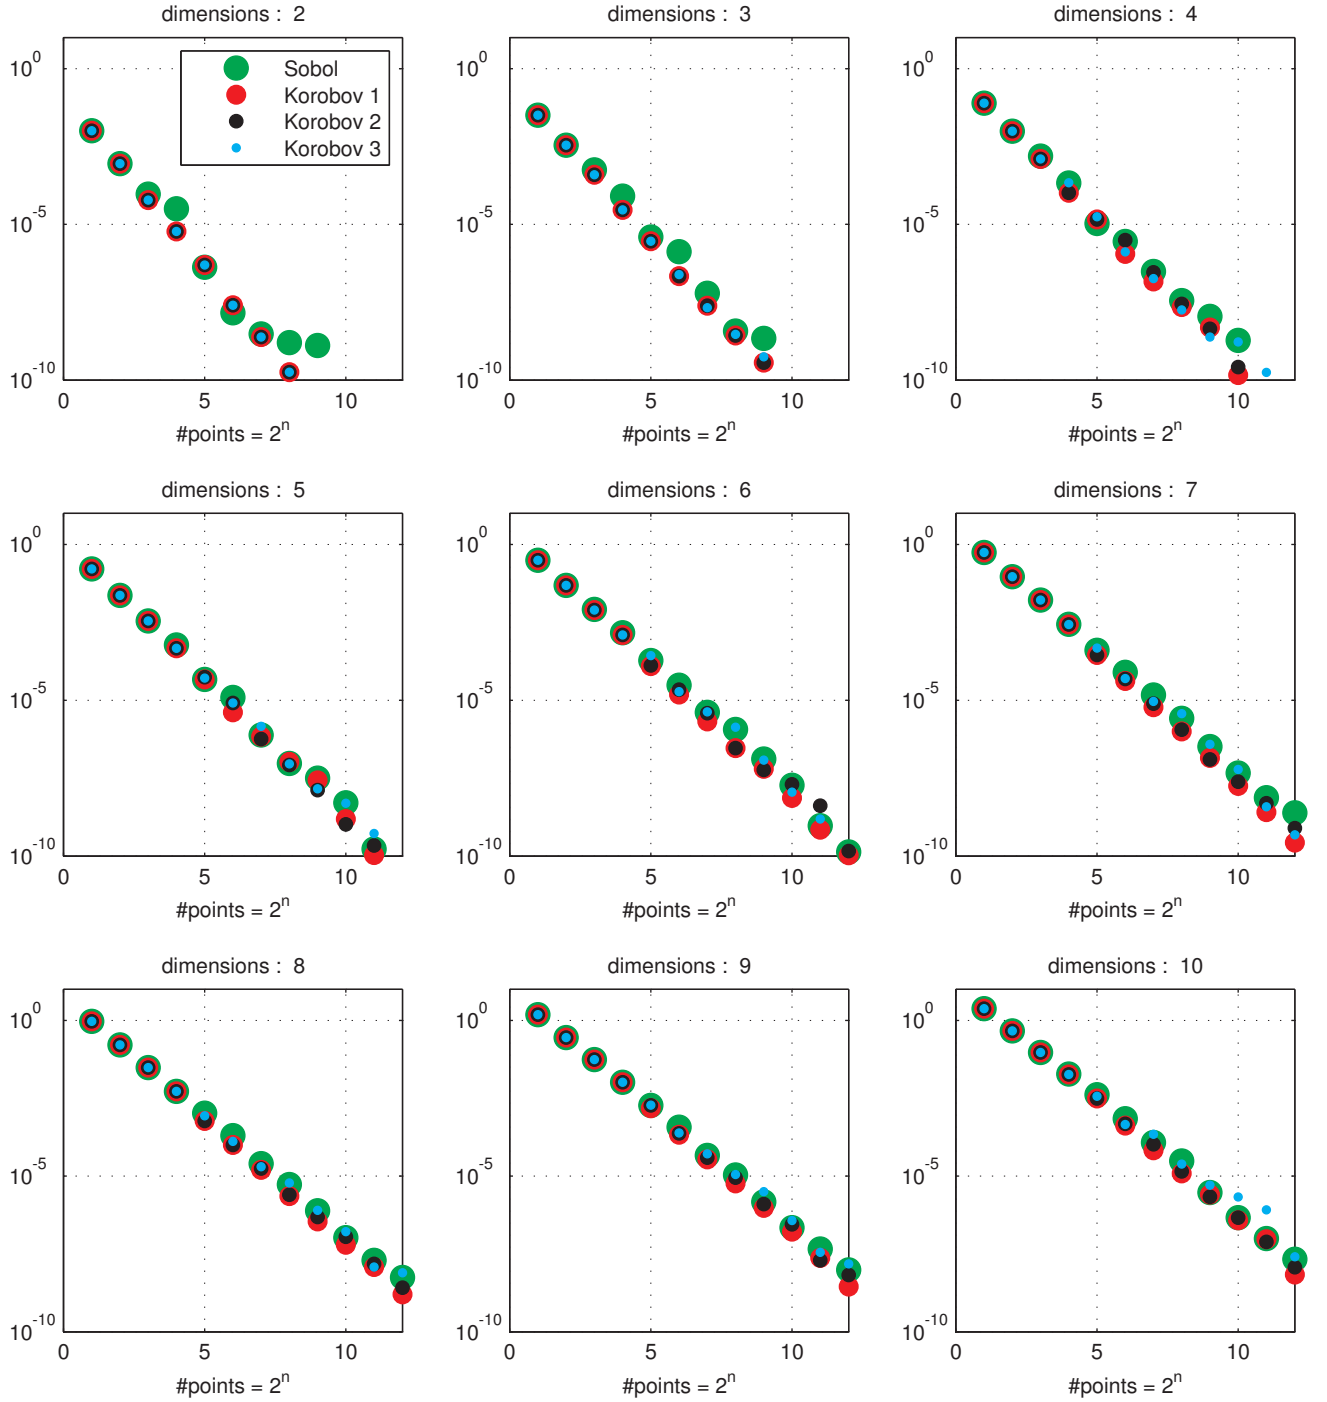 dimensions : 2
dimensions : 3
dimensions : 4
Sobol
Korobov 1
Korobov 2
Korobov 3
10^0
10^-5
10^-10
0 5 10
#points = 2^n
10^0
10^-5
10^-10
0 5 10
#points = 2^n
10^0
10^-5
10^-10
0 5 10
#points = 2^n
dimensions : 5
dimensions : 6
dimensions : 7
10^0
10^-5
10^-10
0 5 10
#points = 2^n
10^0
10^-5
10^-10
0 5 10
#points = 2^n
10^0
10^-5
10^-10
0 5 10
#points = 2^n
dimensions : 8
dimensions : 9
dimensions : 10
10^0
10^-5
10^-10
0 5 10
#points = 2^n
10^0
10^-5
10^-10
0 5 10
#points = 2^n
10^0
10^-5
10^-10
0 5 10
#points = 2^n